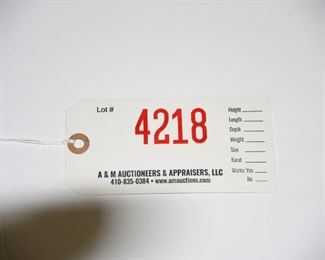 Lot #
4218
A & M AUCTIONEERS & APPRAISERS, LLC
410-835-0384 • www.amauctions.com
Height
Length
Depth
Weight
Size
Karat
Works Yes
No